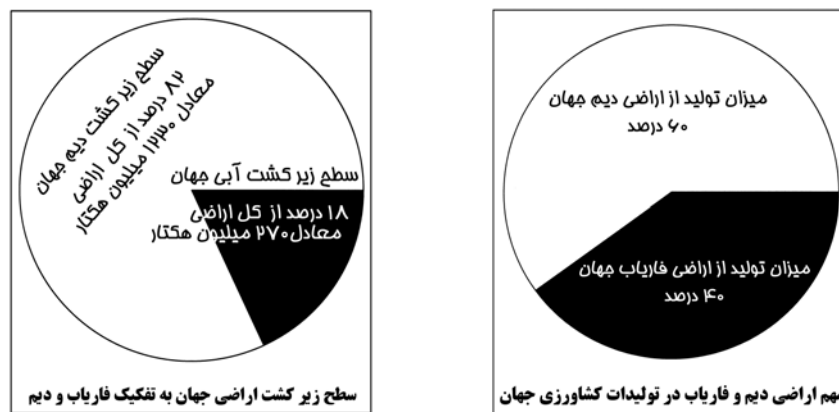 میزان تولید از اراضی دیم جهان
۶۰ درصد
میزان تولید از اراضی فاریاب جهان
۴۰ درصد
اراضی دیم و فاریاب در تولیدات کشاورزی جهان
سطح زیر کشت دیم جهان
۸۲ درصد از کل اراضی
معادل ۱۲۳۰ میلیون هکتار
سطح زیر کشت آبی جهان
۱۸ درصد از کل اراضی
معادل۲۷۰ میلیون هکتار
سطح زیر کشت اراضی جهان به تفکیک فاریاب و دیم